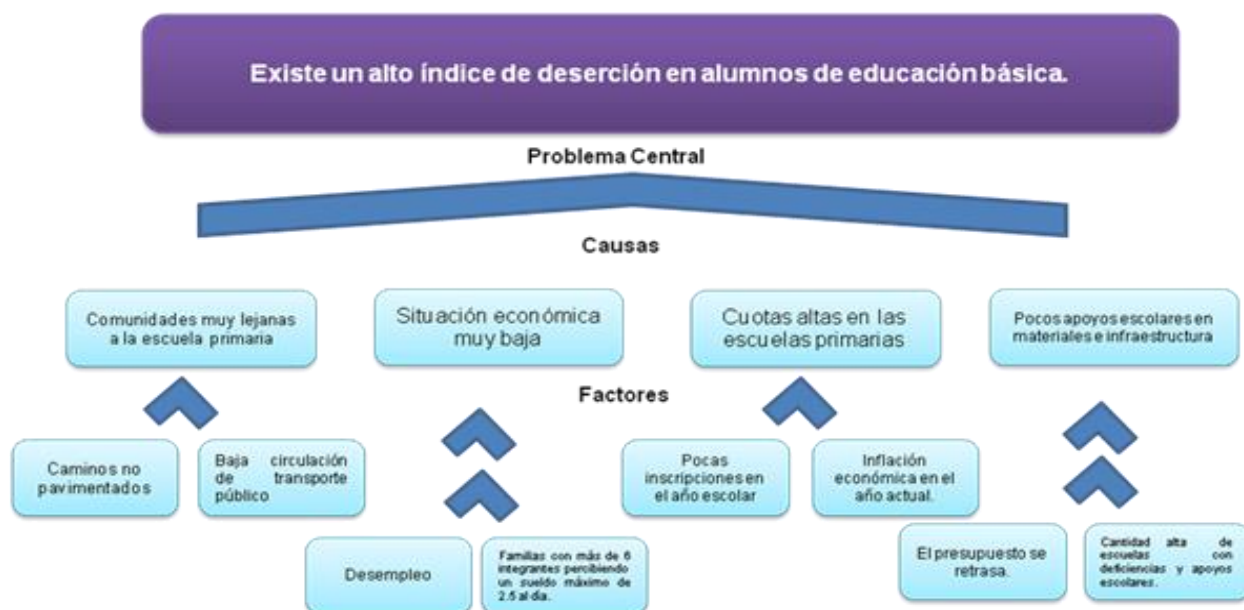 Existe un alto índice de deserción en alumnos de educación básica.
Problema Central
Causas
Comunidades muy lejanas
a la escuela primaria
Situación económica
muy baja
Cuotas altas en las
escuelas primarias
Pocos apoyos escolares en
materiales e infraestructura
Factores
Caminos no
pavimentados
Baja circulación
de transporte
público
Pocas
inscripciones en
el año escolar
Inflación
económica en el
año actual.
Desempleo
Familias con más de 6
integrantes percibiendo
un sueldo máximo de
2.5 al día.
El presupuesto se
retrasa.
Cantidad alta de
escuelas con
deficiencias y apoyos
escolares.